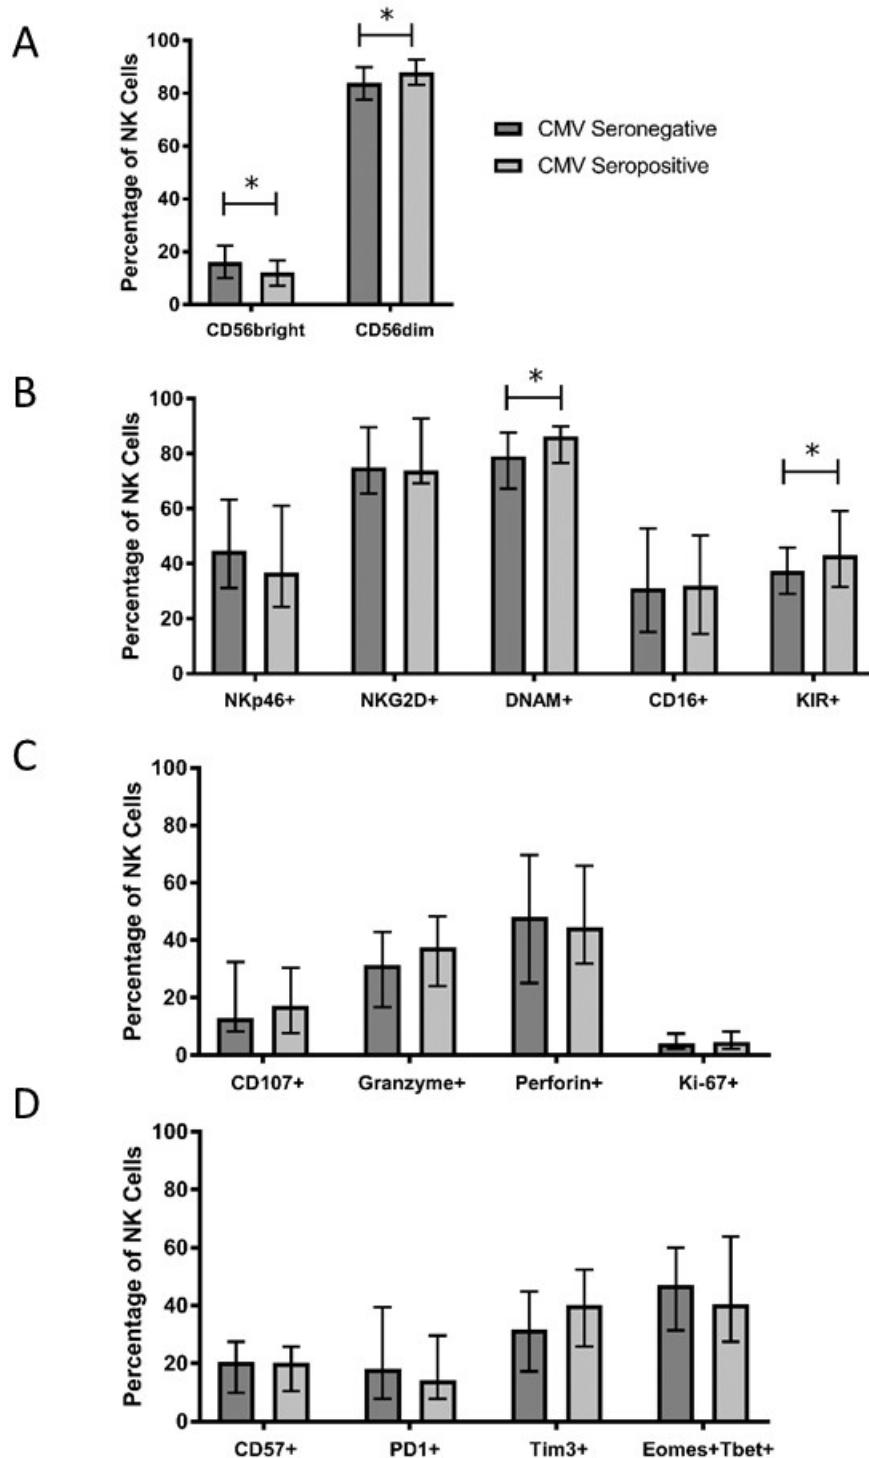 A
Percentage of NK Cells
100
80
60
40
20
0
*
*
CD56bright
CD56dim
CMV Seronegative
CMV Seropositive
B
Percentage of NK Cells
100
80
60
40
20
0
*
*
NKp46+
NKG2D+
DNAM+
CD16+
KIR+
C
Percentage of NK Cells
100
80
60
40
20
0
CD107+
Granzyme+
Perforin+
Ki-67+
D
Percentage of NK Cells
100
80
60
40
20
0
CD57+
PD1+
Tim3+
Eomes+Tbet+